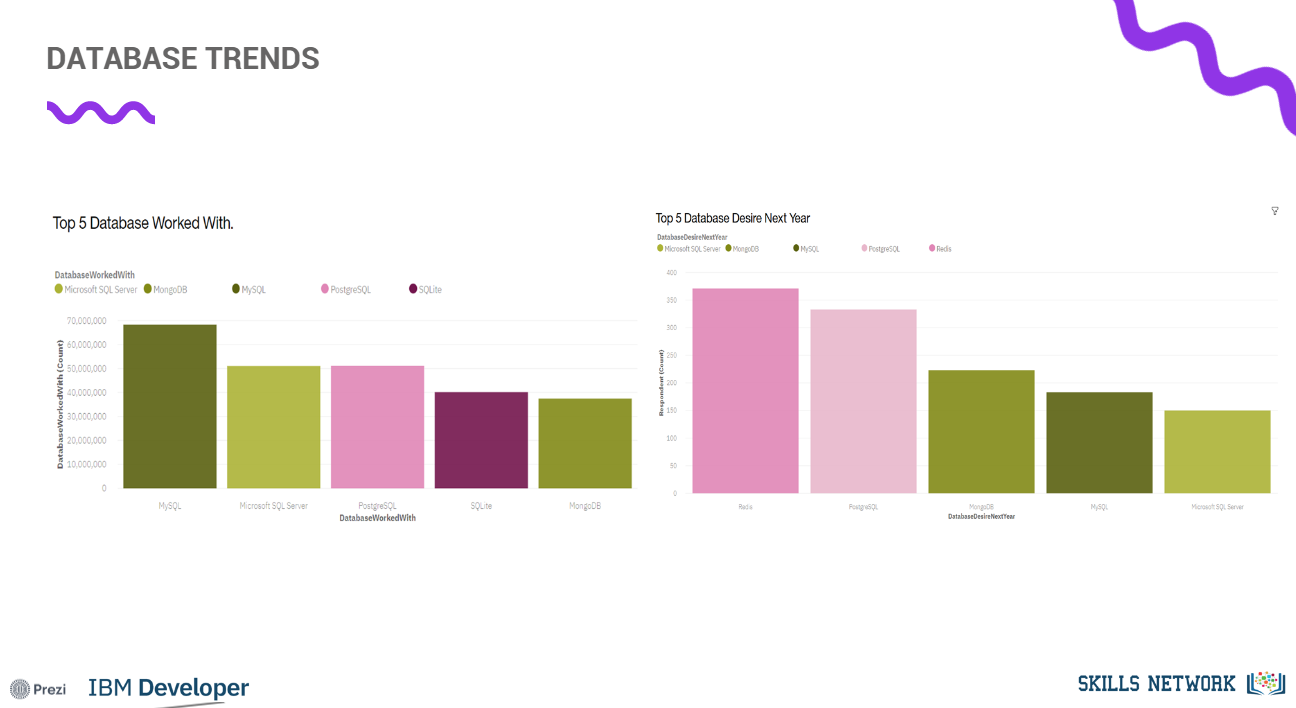 DATABASE TRENDS
Top 5 Database Worked With.
DatabaseWorkedWith
Microsoft SQL Server MongoDB MySQL PostgreSQL SQLite
70,000,000
60,000,000
50,000,000
40,000,000
30,000,000
20,000,000
10,000,000
0
DatabaseWorkedWith (Count)
MySQL Microsoft SQL Server PostgreSQL SQLite MongoDB
DatabaseWorkedWith
Top 5 Database Desire Next Year
DatabaseDesireNextYear
Microsoft SQL Server MongoDB MySQL PostgreSQL Redis
400
350
300
250
200
150
100
50
0
Respondent (Count)
Redis PostgreSQL MongoDB MySQL Microsoft SQL Server
DatabaseDesireNextYear
Prezi IBM Developer
SKILLS NETWORK